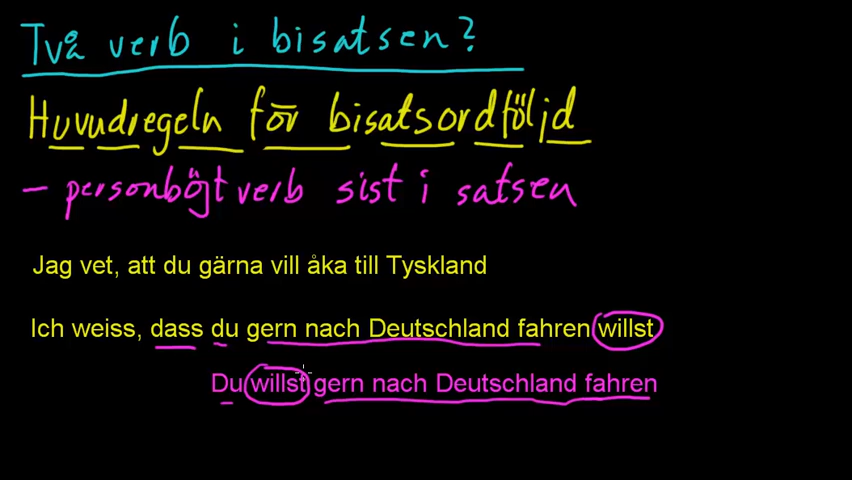 Två verb i bisatsen?
Huvudregeln för bisatsordföljd
- personböjt verb sist i satsen
Jag vet, att du gärna vill åka till Tyskland
Ich weiss, dass du gern nach Deutschland fahren willst
Du willst gern nach Deutschland fahren